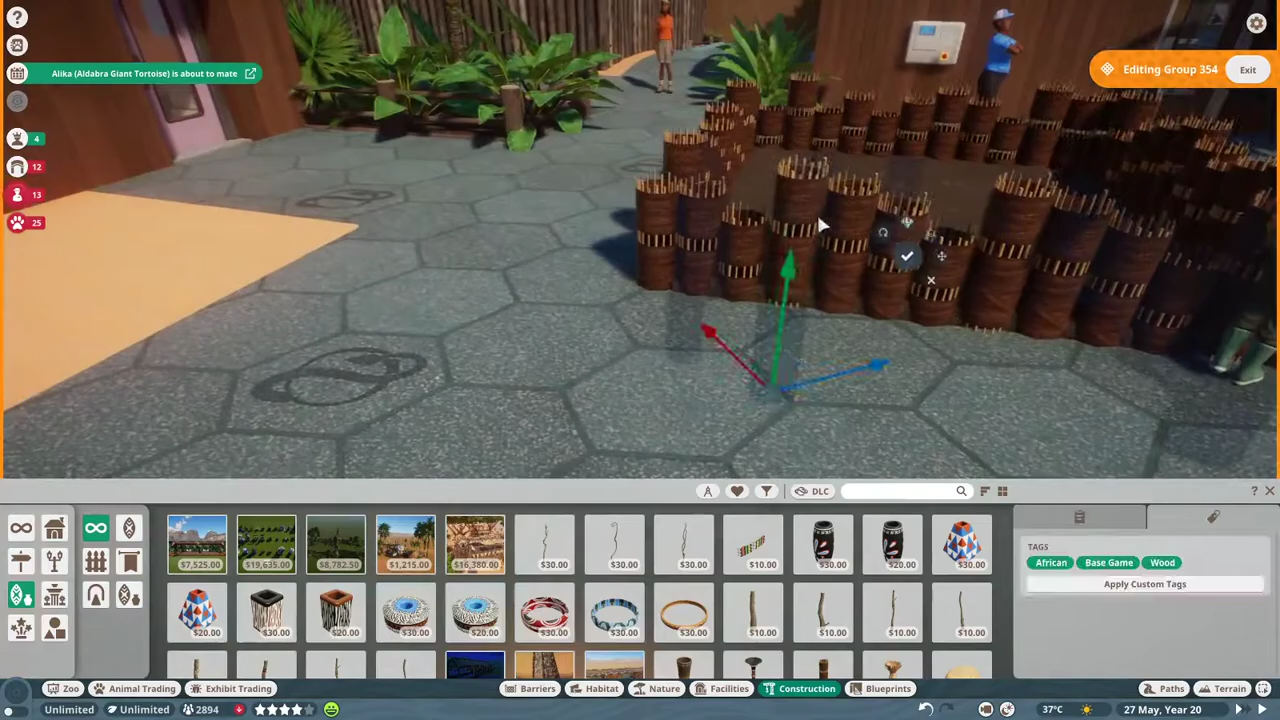 ?
Alika (Aldabra Giant Tortoise) is about to mate
Editing Group 354
Exit
4
12
13
25
DLC
?
$7,525.00
$19,635.00
$8,782.50
$1,215.00
$16,380.00
$30.00
$30.00
$30.00
$10.00
$30.00
$20.00
$30.00
TAGS
African
Base Game
Wood
Apply Custom Tags
$20.00
$30.00
$20.00
$30.00
$20.00
$30.00
$30.00
$30.00
$10.00
$10.00
$10.00
$10.00
Zoo
Animal Trading
Exhibit Trading
Barriers
Habitat
Nature
Facilities
Construction
Blueprints
Paths
Terrain
Unlimited
Unlimited
2894
37°C
27 May, Year 20